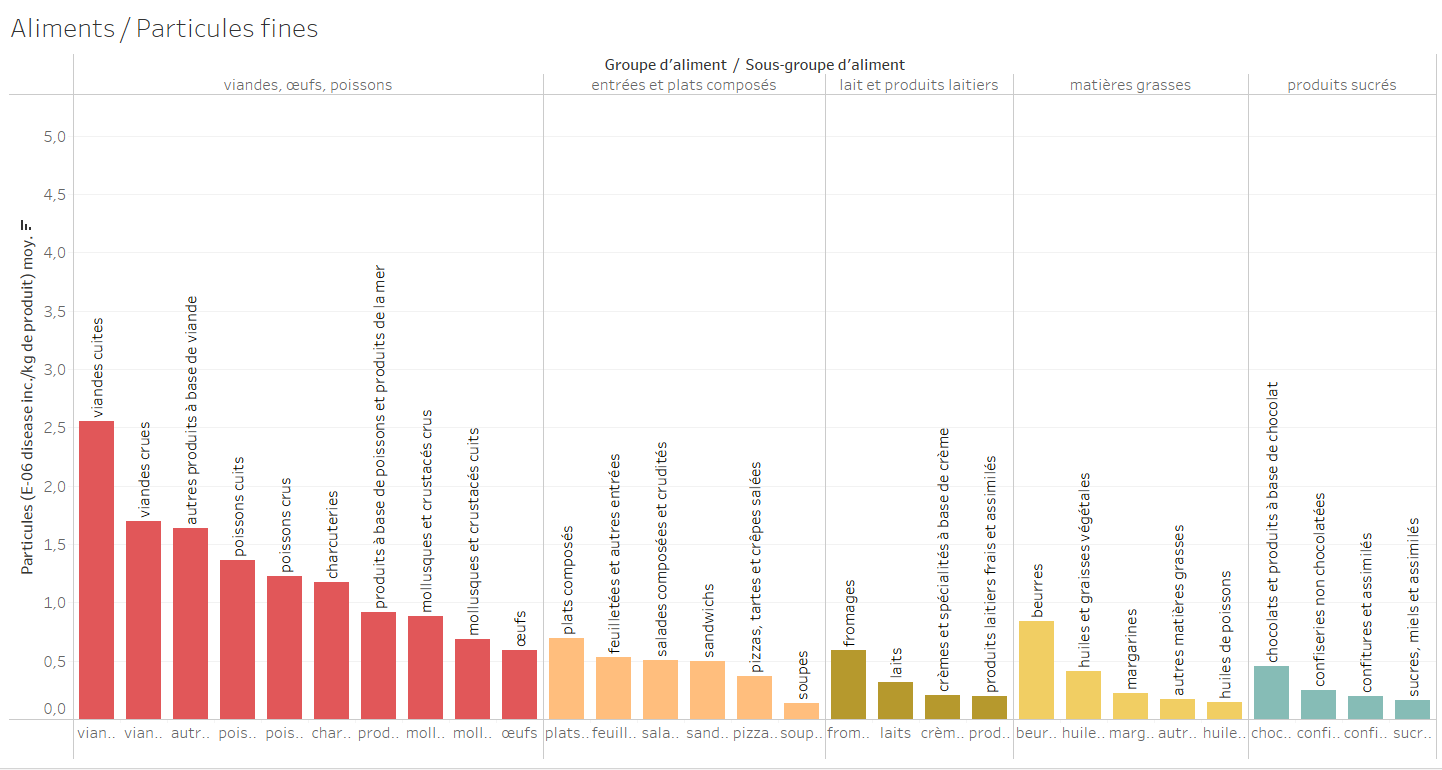 Aliments / Particules fines
Groupe d'aliment / Sous-groupe d'aliment
viandes, œufs, poissons
entrées et plats composés
lait et produits laitiers
matières grasses
produits sucrés
Particules (E-06 disease inc./kg de produit) moy.
5,0
4,5
4,0
3,5
3,0
2,5
2,0
1,5
1,0
0,5
0,0
viandes cuites
viandes crues
autres produits à base de viande
poissons cuits
poissons crus
charcuteries
produits à base de poissons et produits de la mer
mollusques et crustacés crus
mollusques et crustacés cuits
œufs
plats composés
feuilletées et autres entrées
salades composées et crudités
sandwichs
pizzas, tartes et crêpes salées
soupes
fromages
laits
crèmes et spécialités à base de crème
produits laitiers frais et assimilés
beurres
huiles et graisses végétales
margarines
autres matières grasses
huiles de poissons
chocolats et produits à base de chocolat
confiseries non chocolatées
confitures et assimilés
sucres, miels et assimilés
vian.. vian.. autr.. pois.. pois.. char.. prod.. moll.. moll.. œufs plats.. feuill.. sala.. sand.. pizza.. soup.. from.. laits crèm.. prod.. beur.. huile.. marg.. autr.. huile.. choc.. confi.. confi.. sucr..